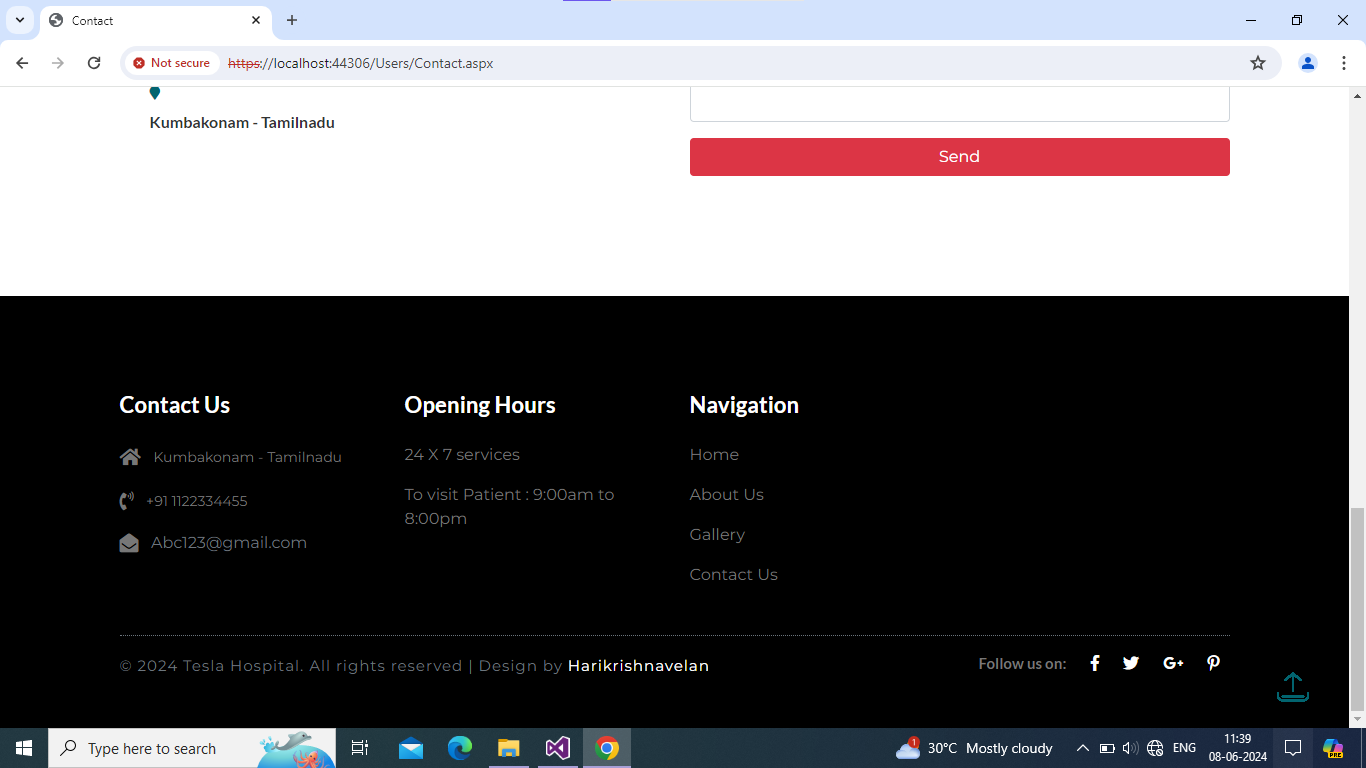 Contact
Not secure
https://localhost:44306/Users/Contact.aspx
Kumbakonam - Tamilnadu
Send
Contact Us
Kumbakonam - Tamilnadu
+91 1122334455
Abc123@gmail.com
Opening Hours
24 X 7 services
To visit Patient : 9:00am to
8:00pm
Navigation
Home
About Us
Gallery
Contact Us
© 2024 Tesla Hospital. All rights reserved | Design by Harikrishnavelan
Follow us on:
Type here to search
1
30°C Mostly cloudy
ENG
11:39
08-06-2024
PRE